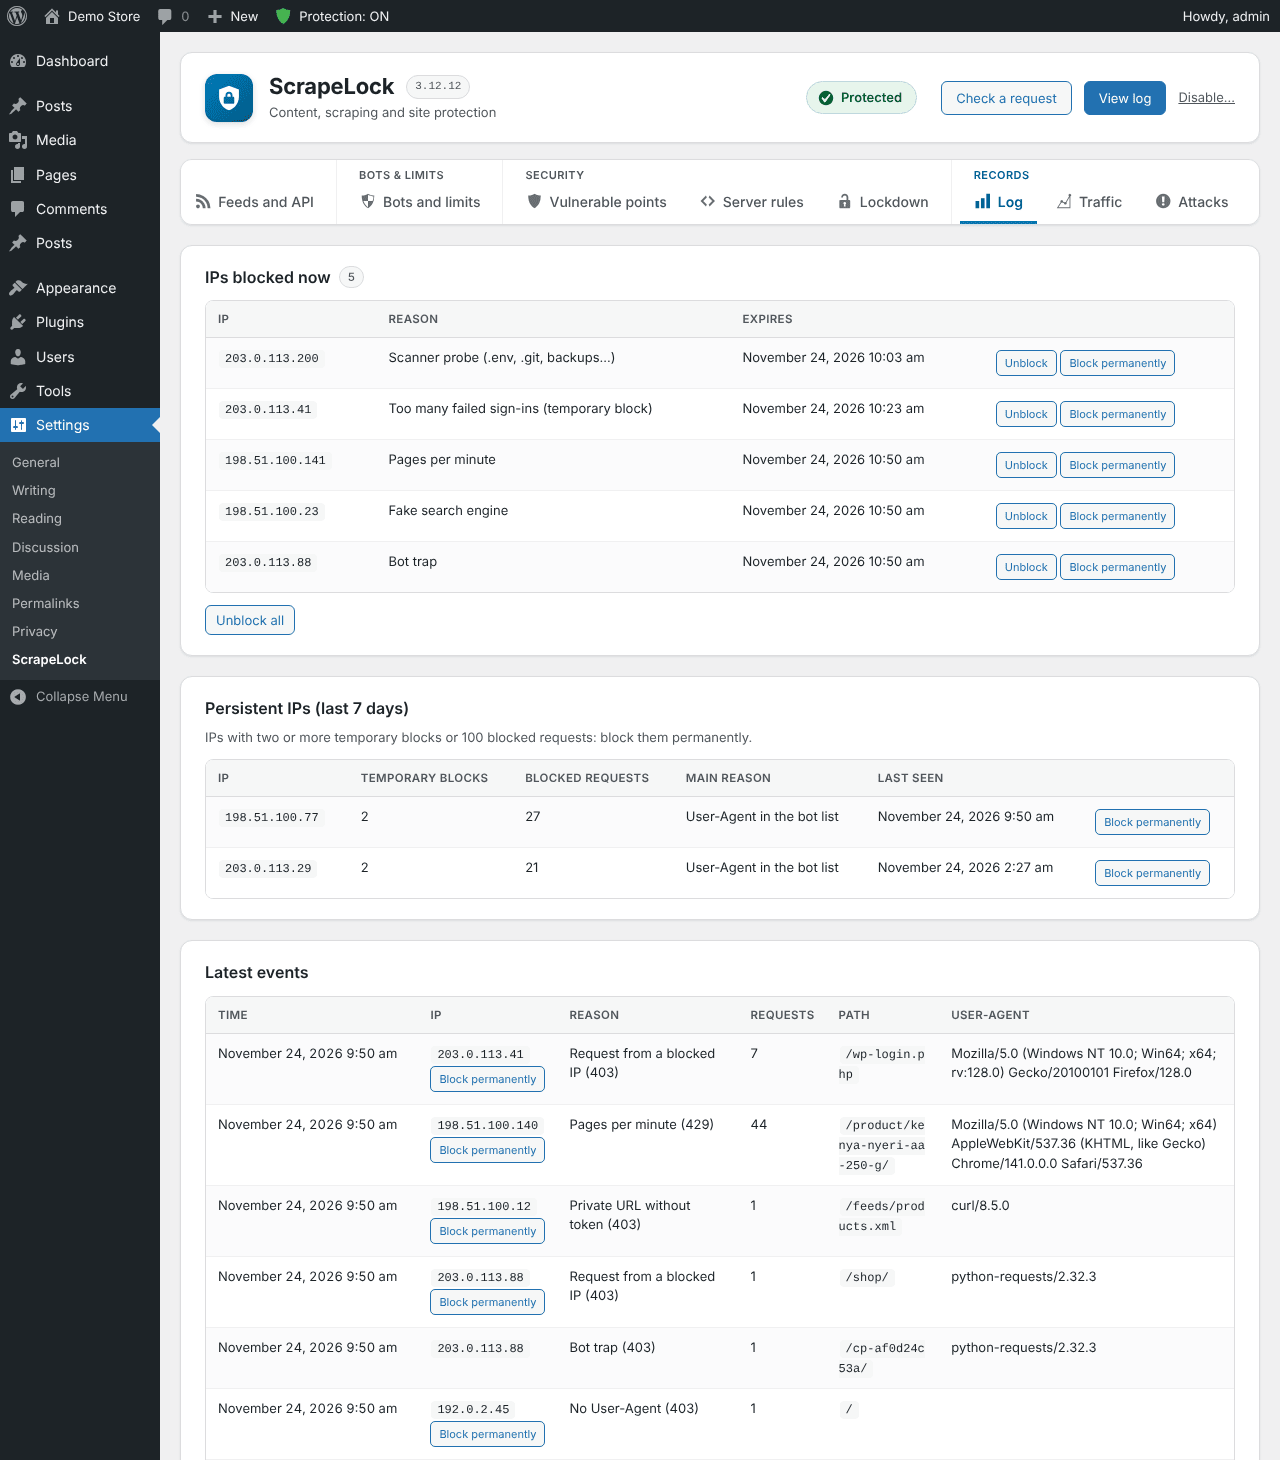 Demo Store
0
New
Protection: ON
Howdy, admin
Dashboard
Posts
Media
Pages
Comments
Posts
Appearance
Plugins
Users
Tools
Settings
General
Writing
Reading
Discussion
Media
Permalinks
Privacy
ScrapeLock
Collapse Menu
ScrapeLock
3.12.12
Content, scraping and site protection
Protected
Check a request
View log
Disable...
Feeds and API
BOTS & LIMITS
Bots and limits
SECURITY
Vulnerable points
Server rules
Lockdown
RECORDS
Log
Traffic
Attacks
IPs blocked now 5
IP REASON EXPIRES
203.0.113.200 Scanner probe (.env, .git, backups...) November 24, 2026 10:03 am Unblock Block permanently
203.0.113.41 Too many failed sign-ins (temporary block) November 24, 2026 10:23 am Unblock Block permanently
198.51.100.141 Pages per minute November 24, 2026 10:50 am Unblock Block permanently
198.51.100.23 Fake search engine November 24, 2026 10:50 am Unblock Block permanently
203.0.113.88 Bot trap November 24, 2026 10:50 am Unblock Block permanently
Unblock all
Persistent IPs (last 7 days)
IPs with two or more temporary blocks or 100 blocked requests: block them permanently.
IP TEMPORARY BLOCKS BLOCKED REQUESTS MAIN REASON LAST SEEN
198.51.100.77 2 27 User-Agent in the bot list November 24, 2026 9:50 am Block permanently
203.0.113.29 2 21 User-Agent in the bot list November 24, 2026 2:27 am Block permanently
Latest events
TIME IP REASON REQUESTS PATH USER-AGENT
November 24, 2026 9:50 am 203.0.113.41 Request from a blocked 7 /wp-login.p Mozilla/5.0 (Windows NT 10.0; Win64; x64;
Block permanently IP (403) hp rv:128.0) Gecko/20100101 Firefox/128.0
November 24, 2026 9:50 am 198.51.100.140 Pages per minute (429) 44 /product/ke Mozilla/5.0 (Windows NT 10.0; Win64; x64)
Block permanently nya-nyeri-aa AppleWebKit/537.36 (KHTML, like Gecko)
-250-g/ Chrome/141.0.0.0 Safari/537.36
November 24, 2026 9:50 am 198.51.100.12 Private URL without 1 /feeds/prod curl/8.5.0
Block permanently token (403) ucts.xml
November 24, 2026 9:50 am 203.0.113.88 Request from a blocked 1 /shop/ python-requests/2.32.3
Block permanently IP (403)
November 24, 2026 9:50 am 203.0.113.88 Bot trap (403) 1 /cp-af0d24c python-requests/2.32.3
53a/
November 24, 2026 9:50 am 192.0.2.45 No User-Agent (403) 1 /
Block permanently